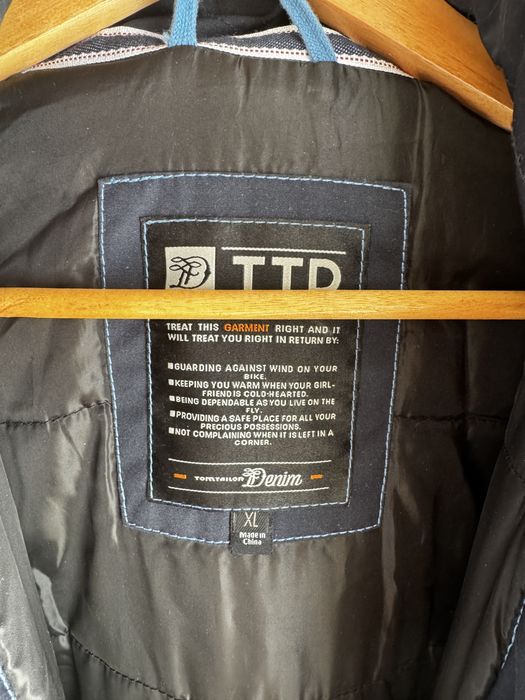 TTD
TREAT THIS GARMENT RIGHT AND IT
WILL TREAT YOU RIGHT IN RETURN BY:
■GUARDING AGAINST WIND ON YOUR
BIKE.
■KEEPING YOU WARM WHEN YOUR GIRL-
FRIEND IS COLD-HEARTED.
■BEING DEPENDABLE AS YOU LIVE ON THE
FLY.
■PROVIDING A SAFE PLACE FOR ALL YOUR
PRECIOUS POSSESSIONS.
■NOT COMPLAINING WHEN IT IS LEFT IN A
CORNER.
TOM TAILOR Denim
XL
Made in
China